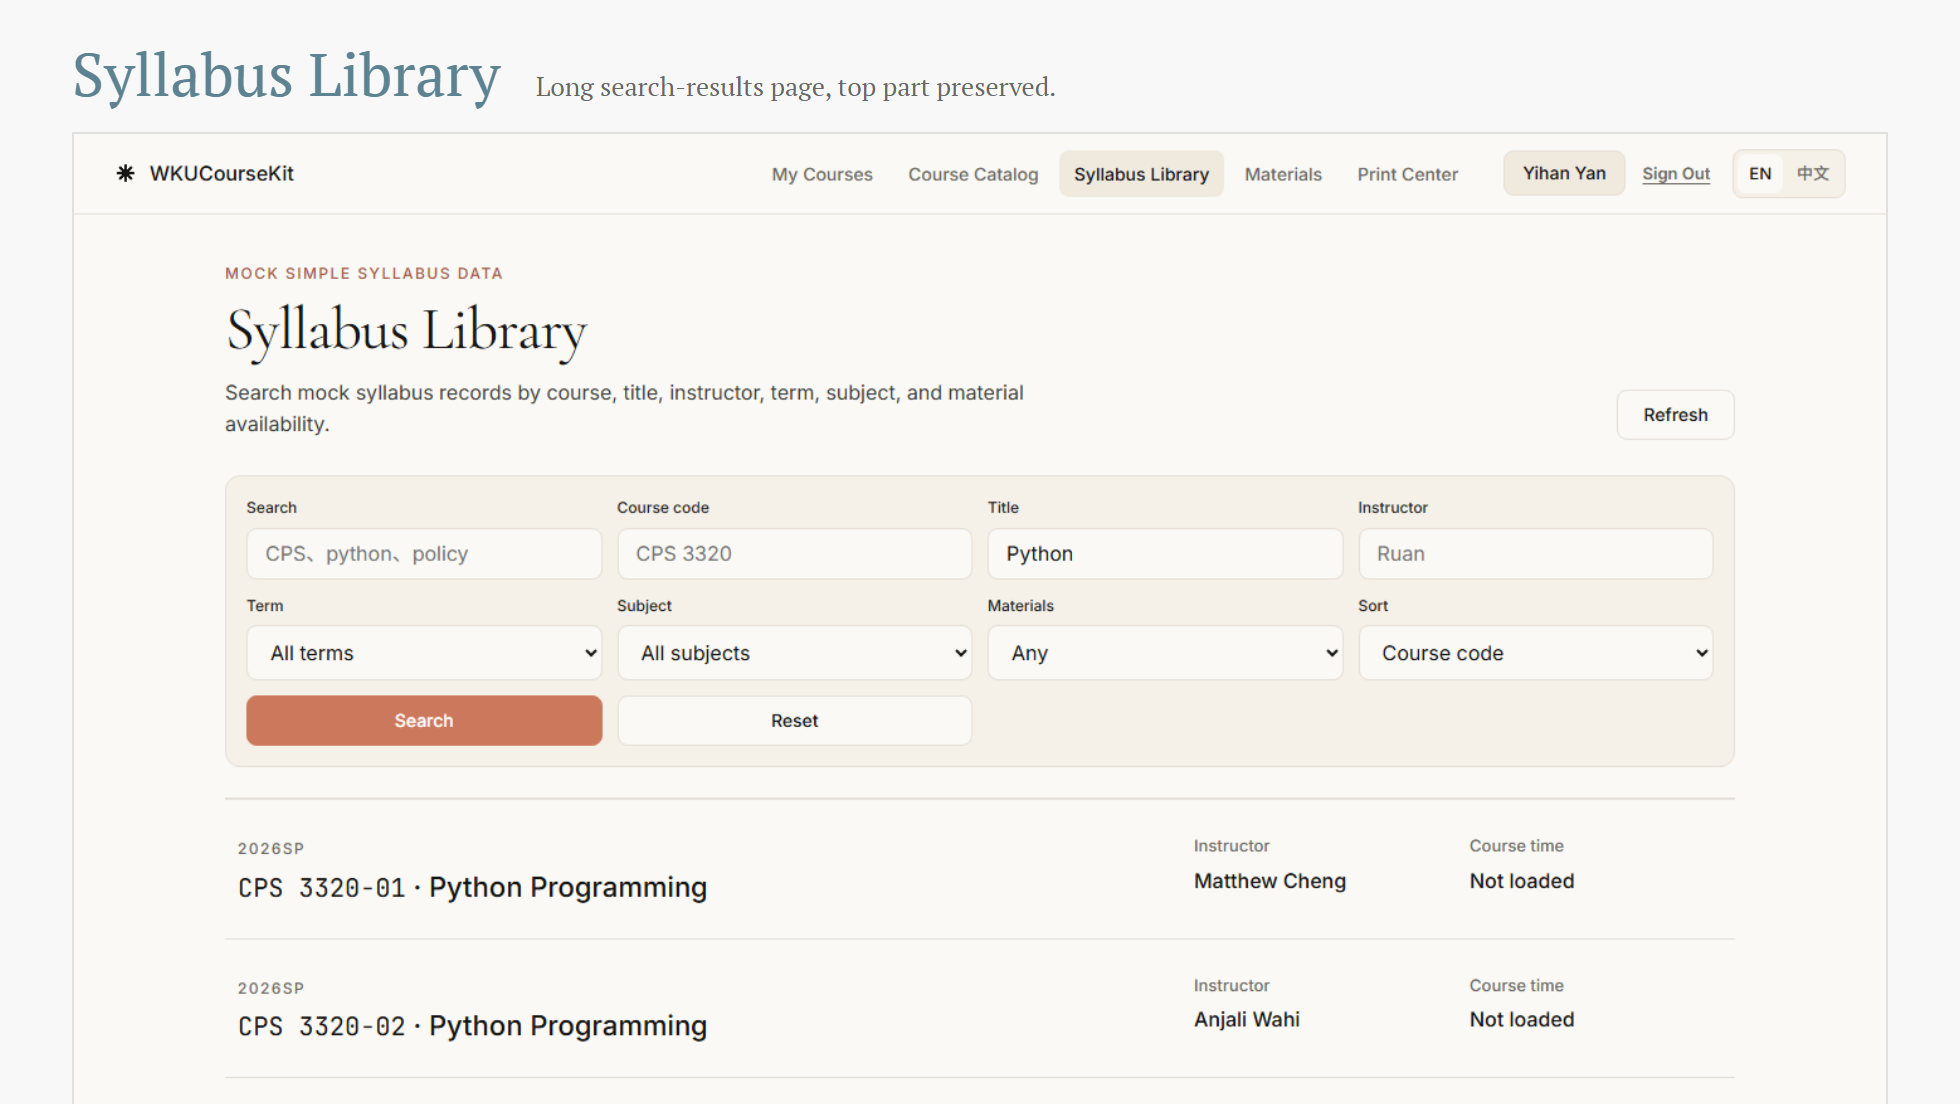 Syllabus Library Long search-results page, top part preserved.
WKUCourseKit My Courses Course Catalog Syllabus Library Materials Print Center Yihan Yan Sign Out EN 中文
MOCK SIMPLE SYLLABUS DATA
Syllabus Library
Search mock syllabus records by course, title, instructor, term, subject, and material
availability.
Refresh
Search Course code Title Instructor
CPS、python、policy CPS 3320 Python Ruan
Term Subject Materials Sort
All terms All subjects Any Course code
Search Reset
2026SP Instructor Course time
CPS 3320-01 · Python Programming Matthew Cheng Not loaded
2026SP Instructor Course time
CPS 3320-02 · Python Programming Anjali Wahi Not loaded